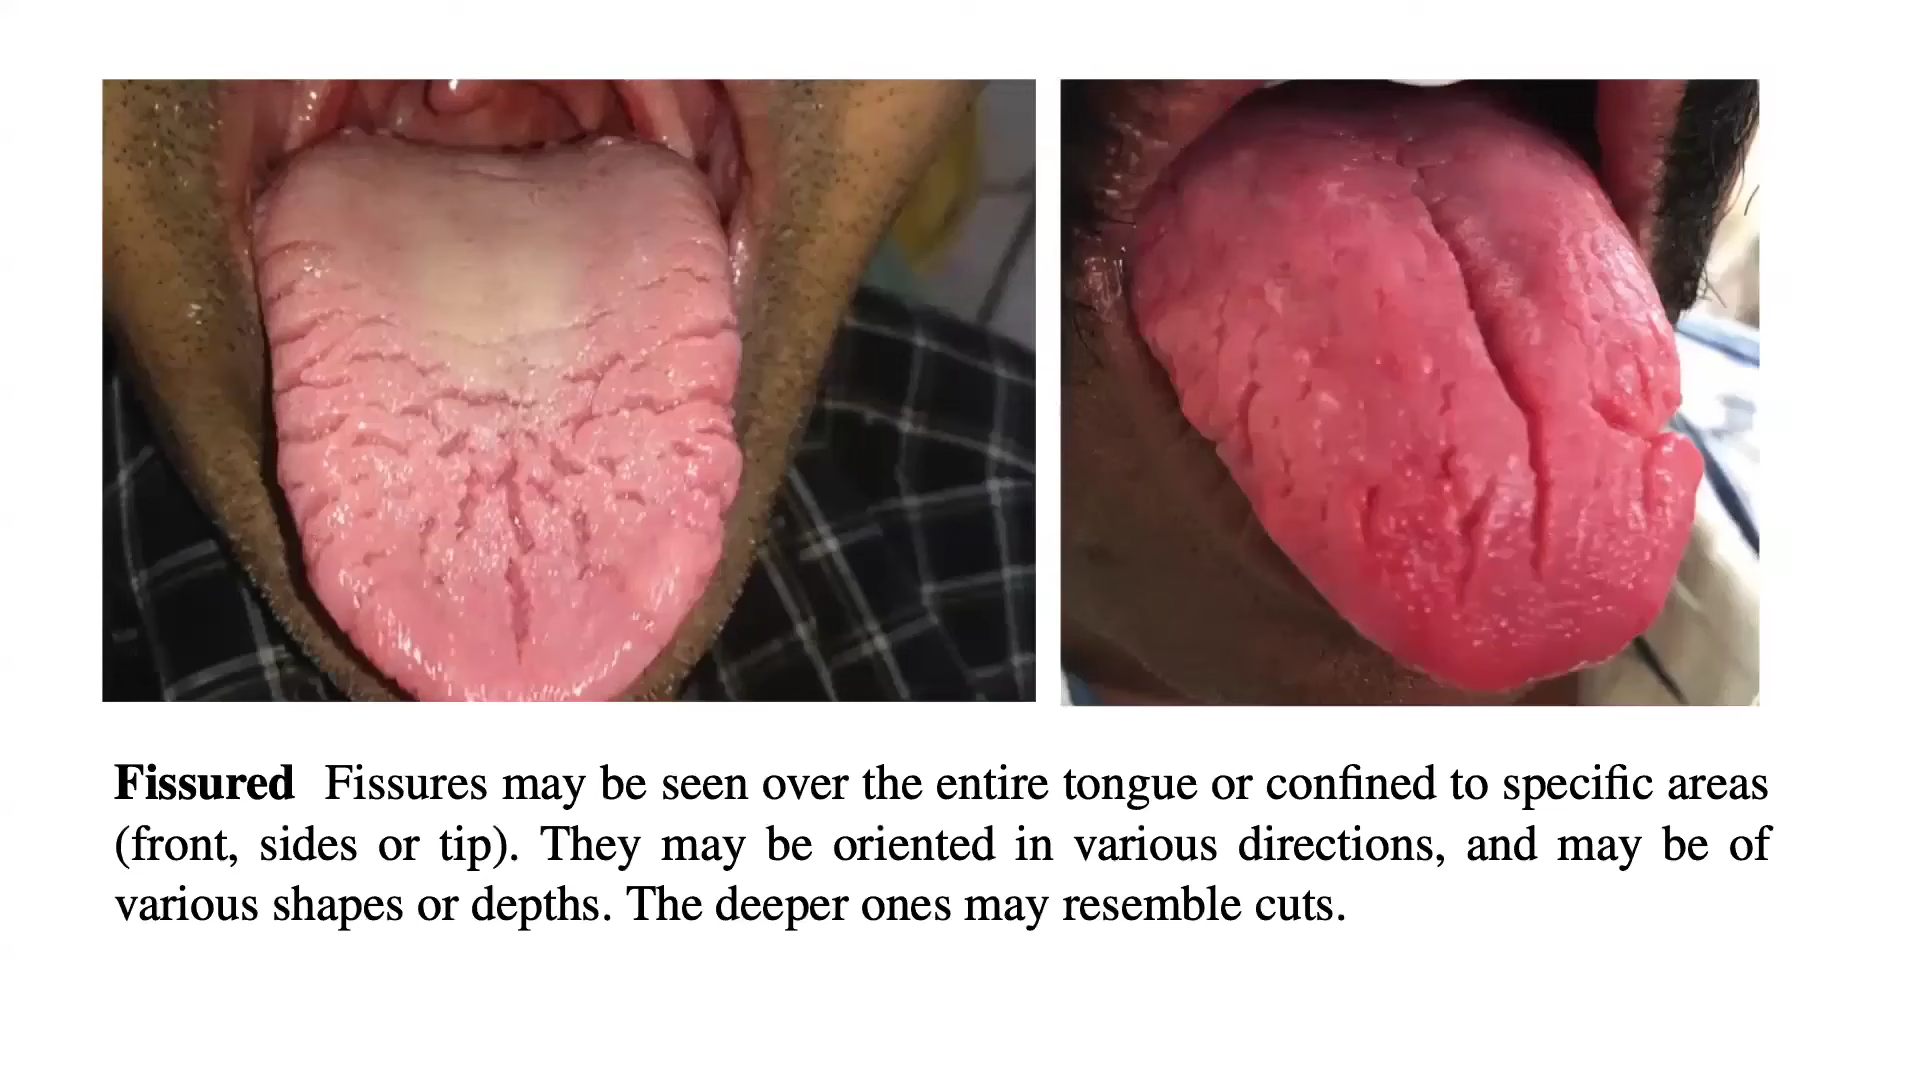 Fissured Fissures may be seen over the entire tongue or confined to specific areas
(front, sides or tip). They may be oriented in various directions, and may be of
various shapes or depths. The deeper ones may resemble cuts.